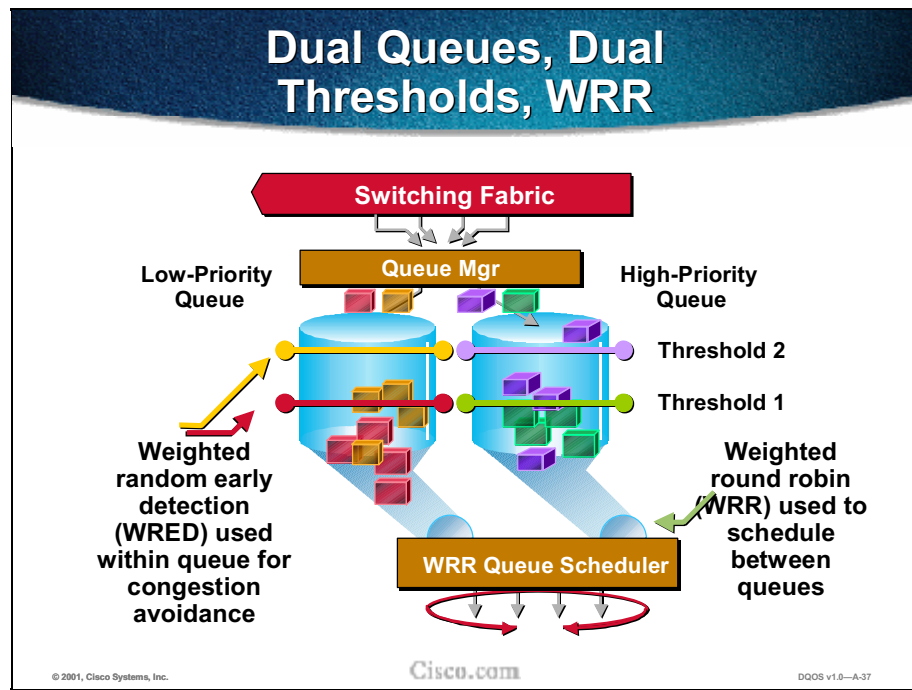 Dual Queues, Dual
Thresholds, WRR
Switching Fabric
Low-Priority
Queue
Queue Mgr
High-Priority
Queue
Threshold 2
Threshold 1
Weighted
random early
detection
(WRED) used
within queue for
congestion
avoidance
Weighted
round robin
(WRR) used to
schedule
between
queues
WRR Queue Scheduler
© 2001, Cisco Systems, Inc.
Cisco.com
DQOS v1.0—A-37